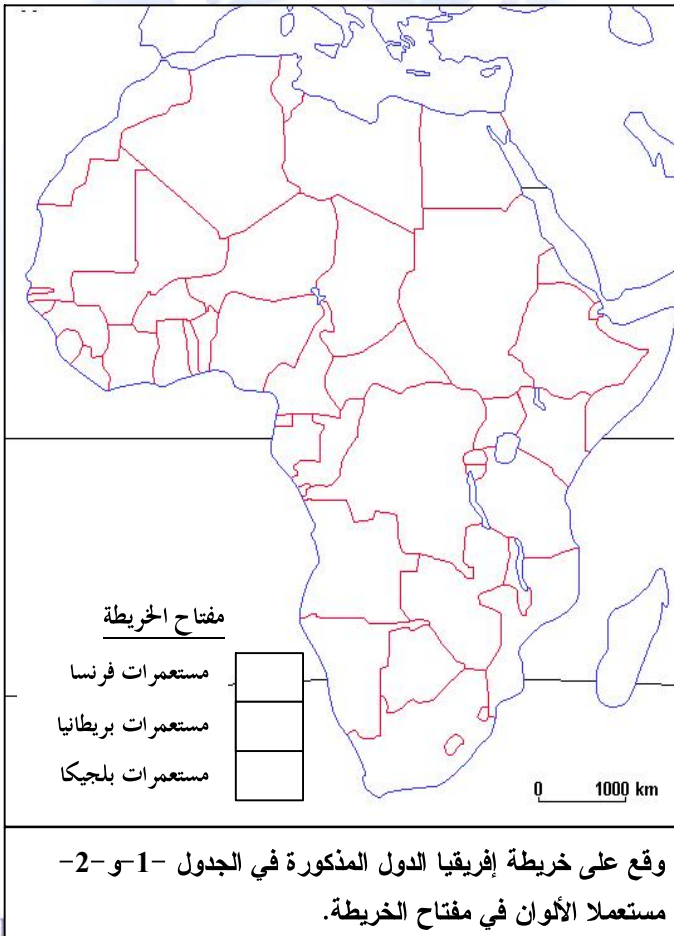 مفتاح الخريطة
مستعمرات فرنسا
مستعمرات بريطانيا
مستعمرات بلجيكا
0 1000 km
وقع على خريطة إفريقيا الدول المذكورة في الجدول -1-و-2-
مستعملا الألوان في مفتاح الخريطة.